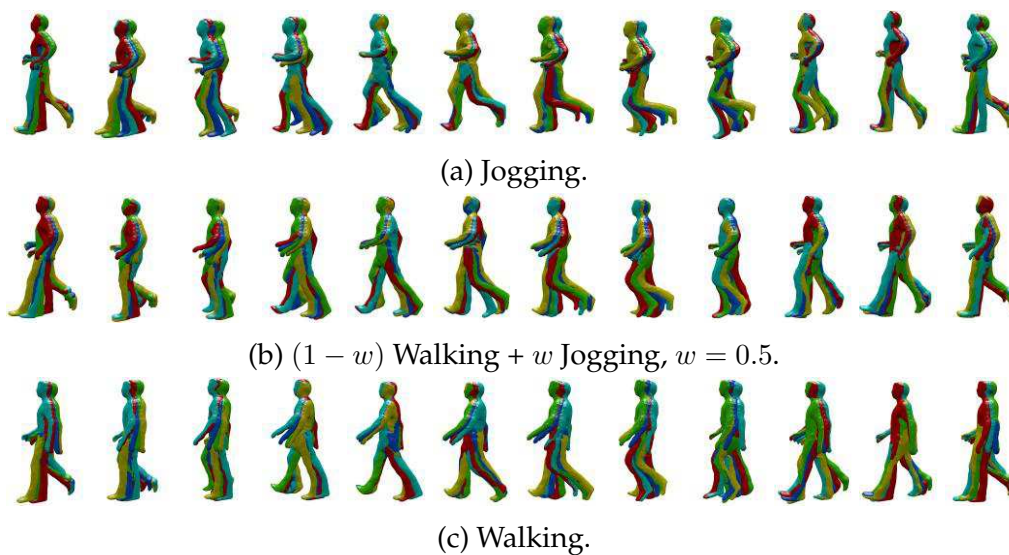 (a) Jogging.
(b) (1 − w) Walking + w Jogging, w = 0.5.
(c) Walking.